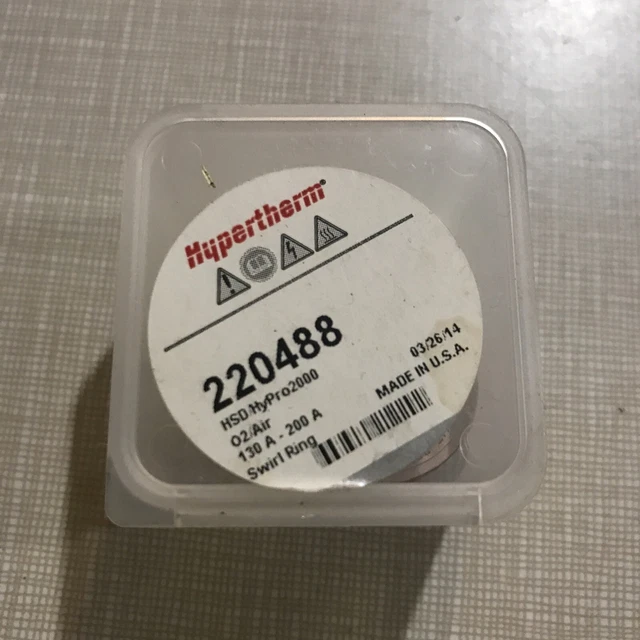 Hypertherm®
220488
HSD/HyPro2000
O2/Air
130 A - 200 A
Swirl Ring
03/26/14
MADE IN U.S.A.